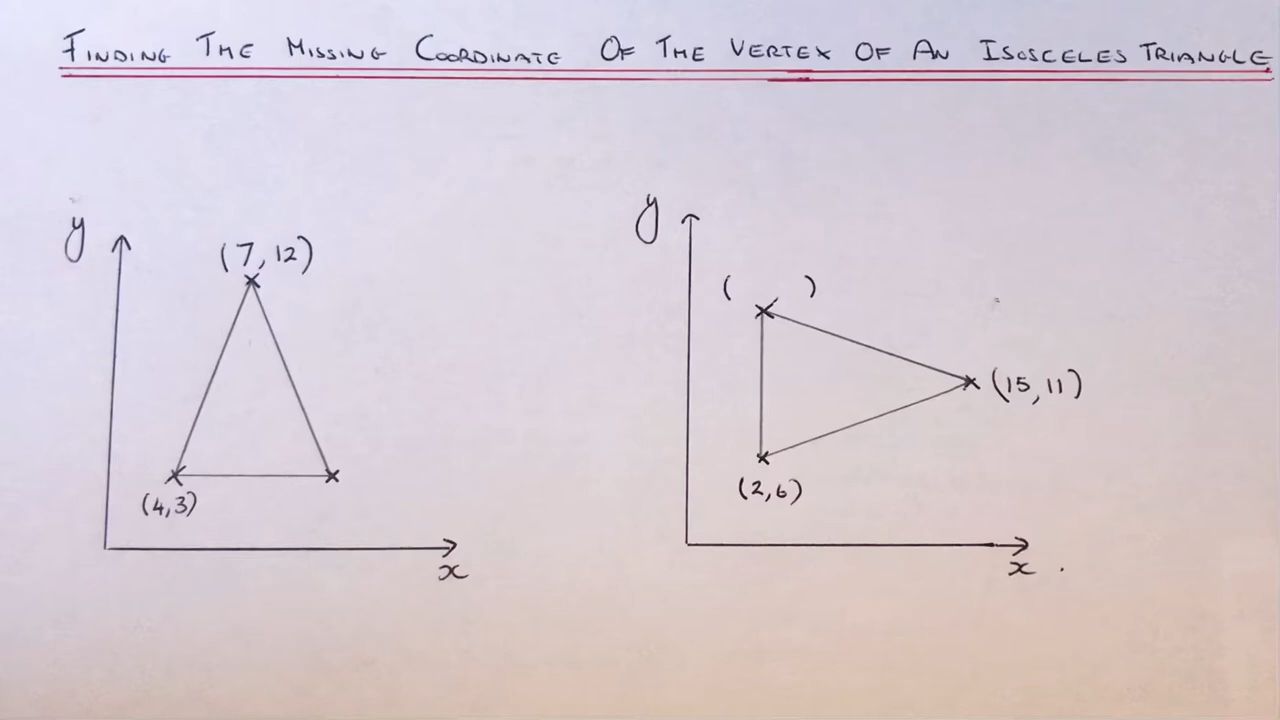 FINDING THE MISSING COORDINATE OF THE VERTEX OF AN ISOSCELES TRIANGLE
y
(7,12)
(4,3)
x
y
( , )
(15,11)
(2,6)
x